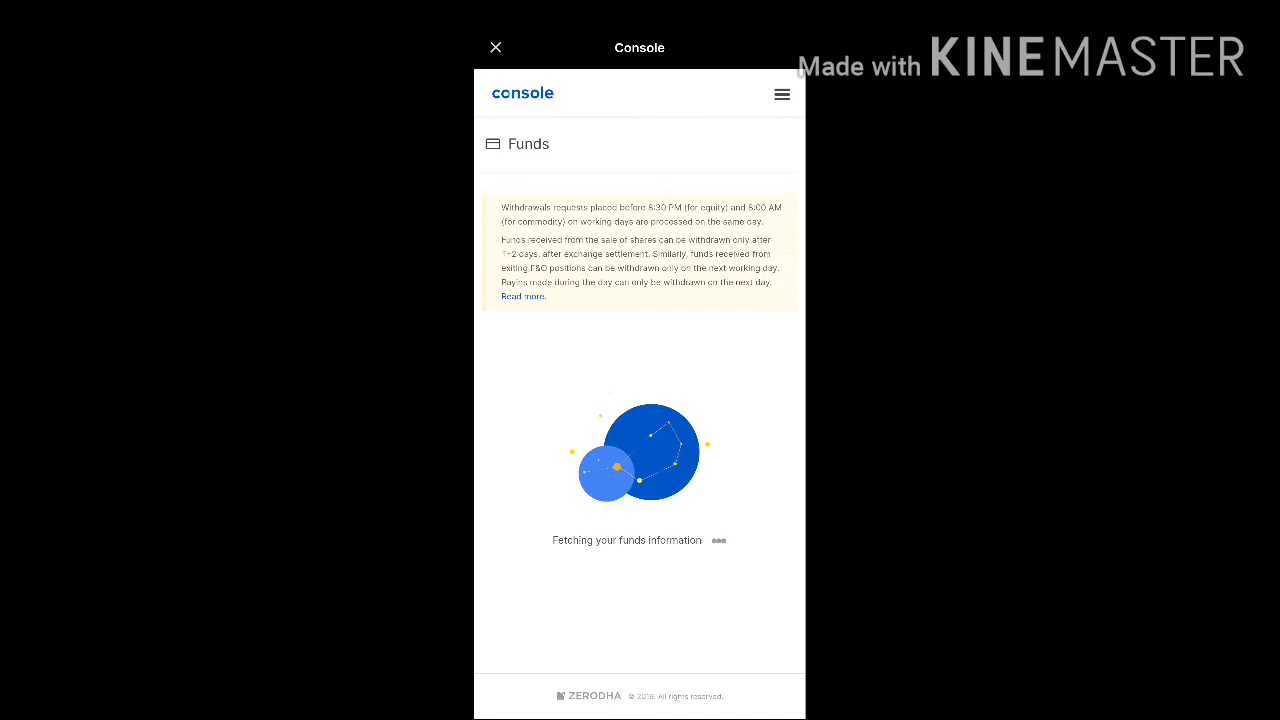 Console
Made with KINEMASTER
console
Funds
Withdrawals requests placed before 8:30 PM (for equity) and 8:00 AM
(for commodity) on working days are processed on the same day.
Funds received from the sale of shares can be withdrawn only after
T+2 days, after exchange settlement. Similarly, funds received from
exiting F&O positions can be withdrawn only on the next working day.
Payins made during the day can only be withdrawn on the next day.
Read more.
Fetching your funds information
ZERODHA © 2019. All rights reserved.